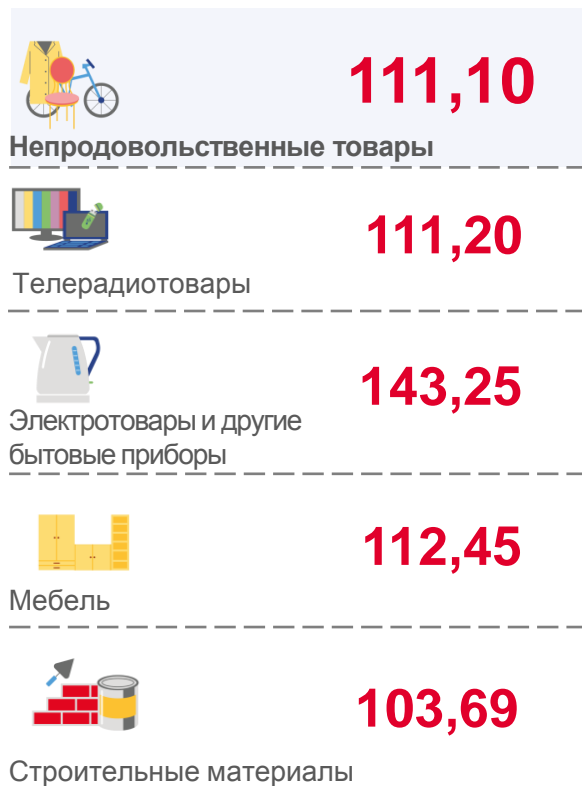 111,10
Непродовольственные товары
111,20
Телерадиотовары
143,25
Электротовары и другие
бытовые приборы
112,45
Мебель
103,69
Строительные материалы